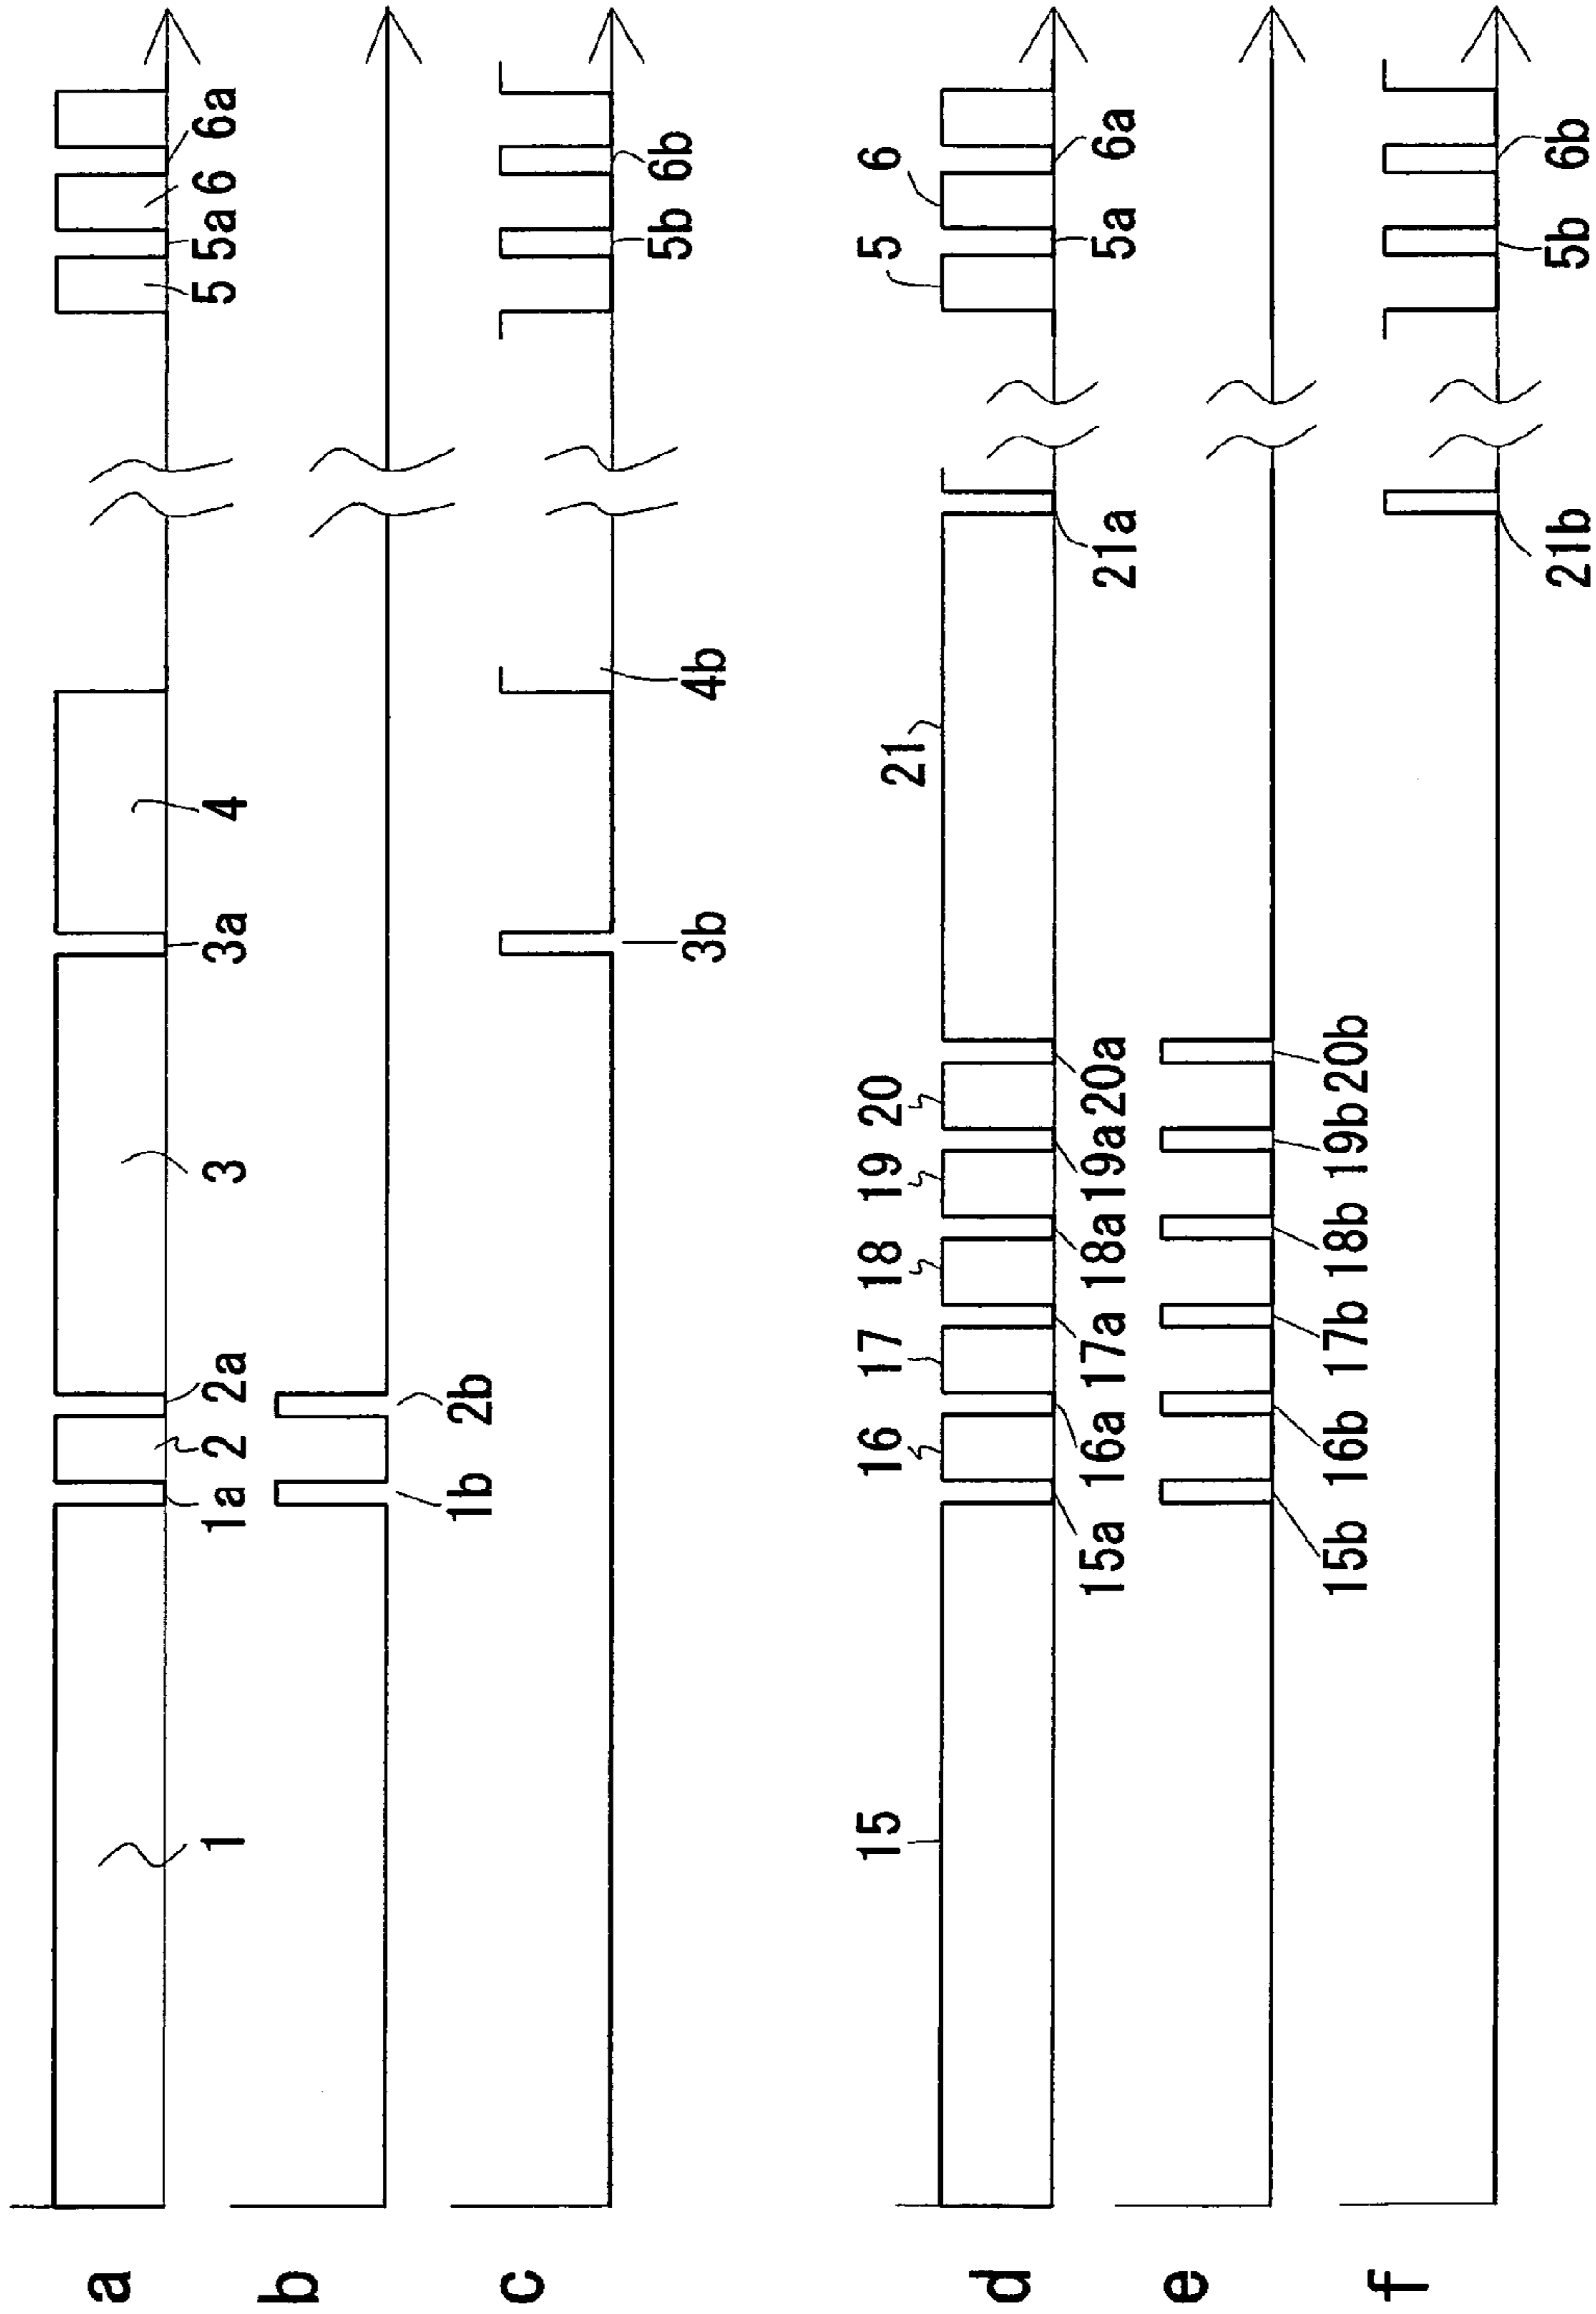 a
1 1a 2 2a 3 3a 4 5 5a 6 6a
b
1b 2b
c
3b 4b 5b 6b
15 16 17 18 19 20 21 5 6
d
15a 16a 17a 18a 19a 20a 21a 5a 6a
e
15b 16b 17b 18b 19b 20b
f
21b 5b 6b